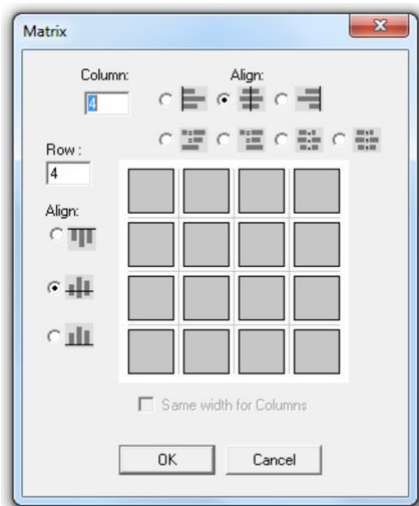 Matrix
Column:
Align:
4
Row :
4
Align:
Same width for Columns
OK
Cancel